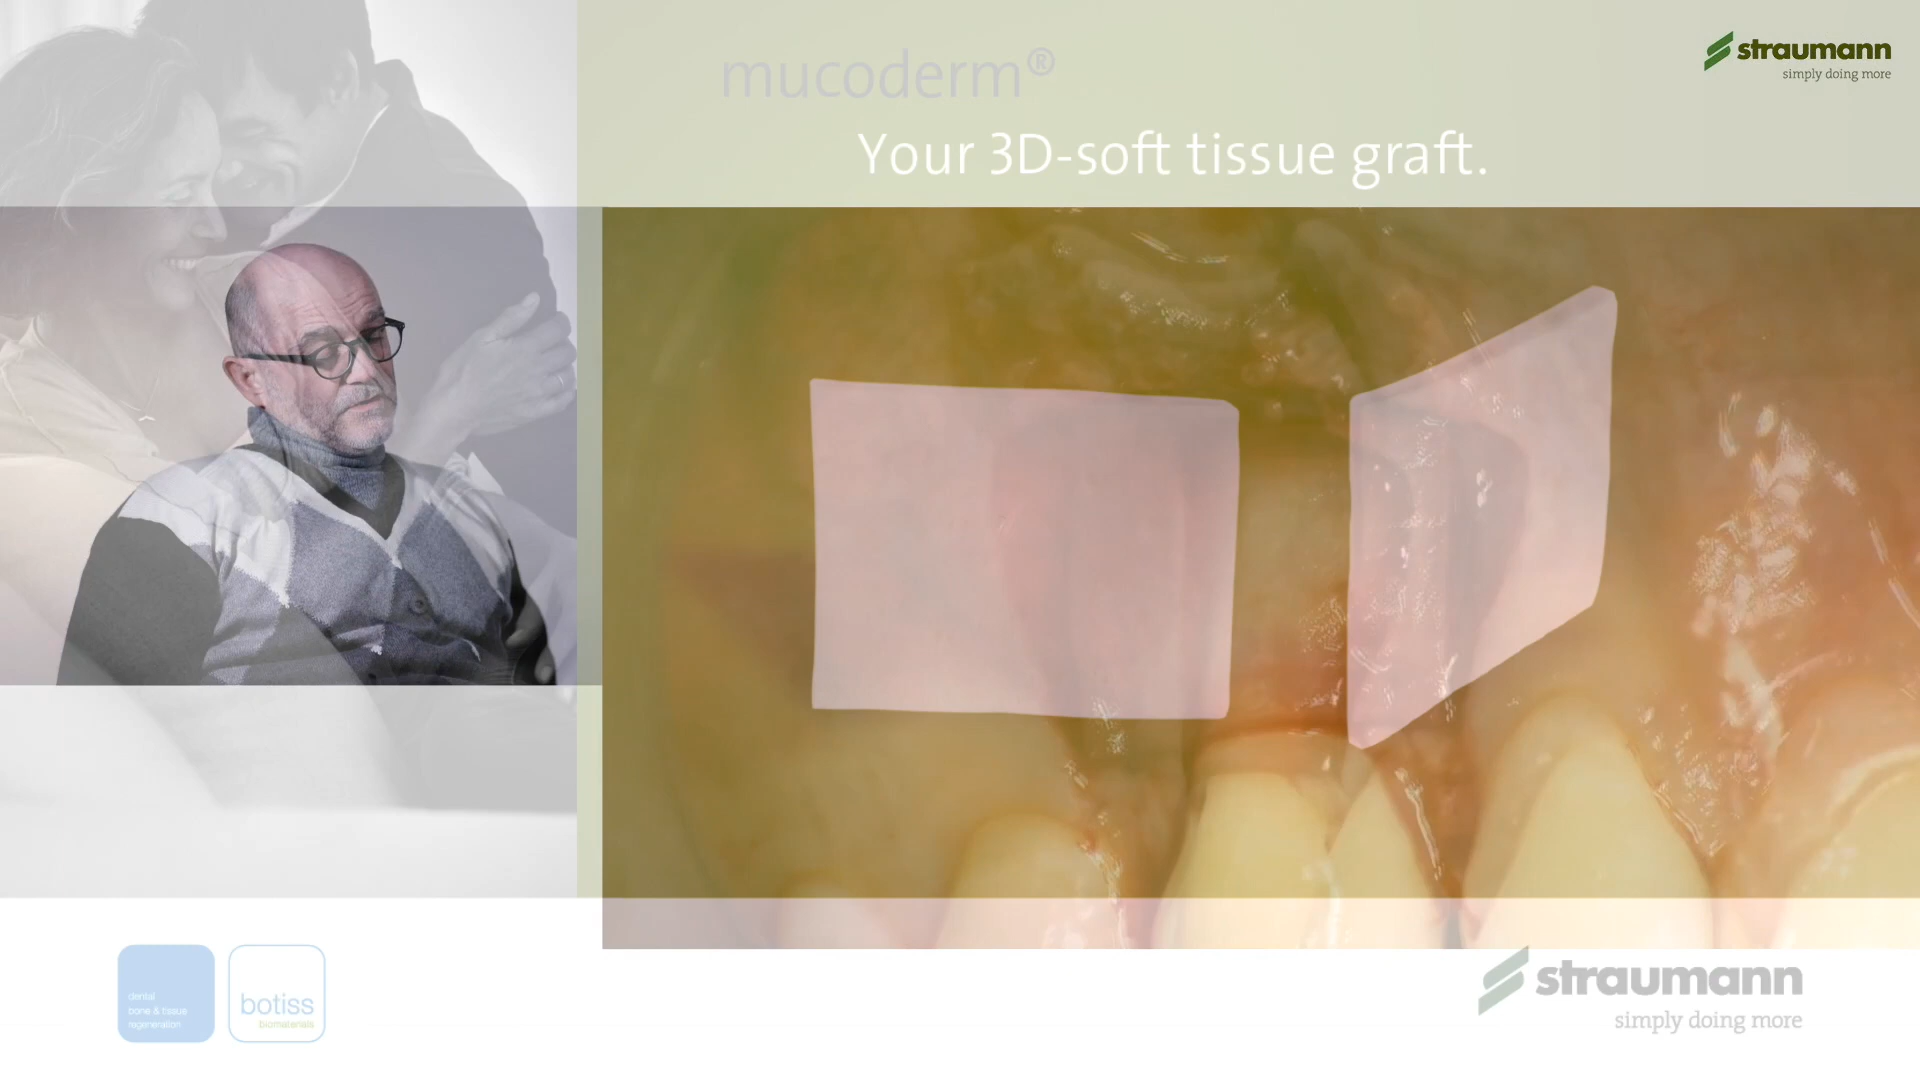 mucoderm®
straumann
simply doing more
Your 3D-soft tissue graft.
dental
bone & tissue
regeneration
botiss
biomaterials
straumann
simply doing more